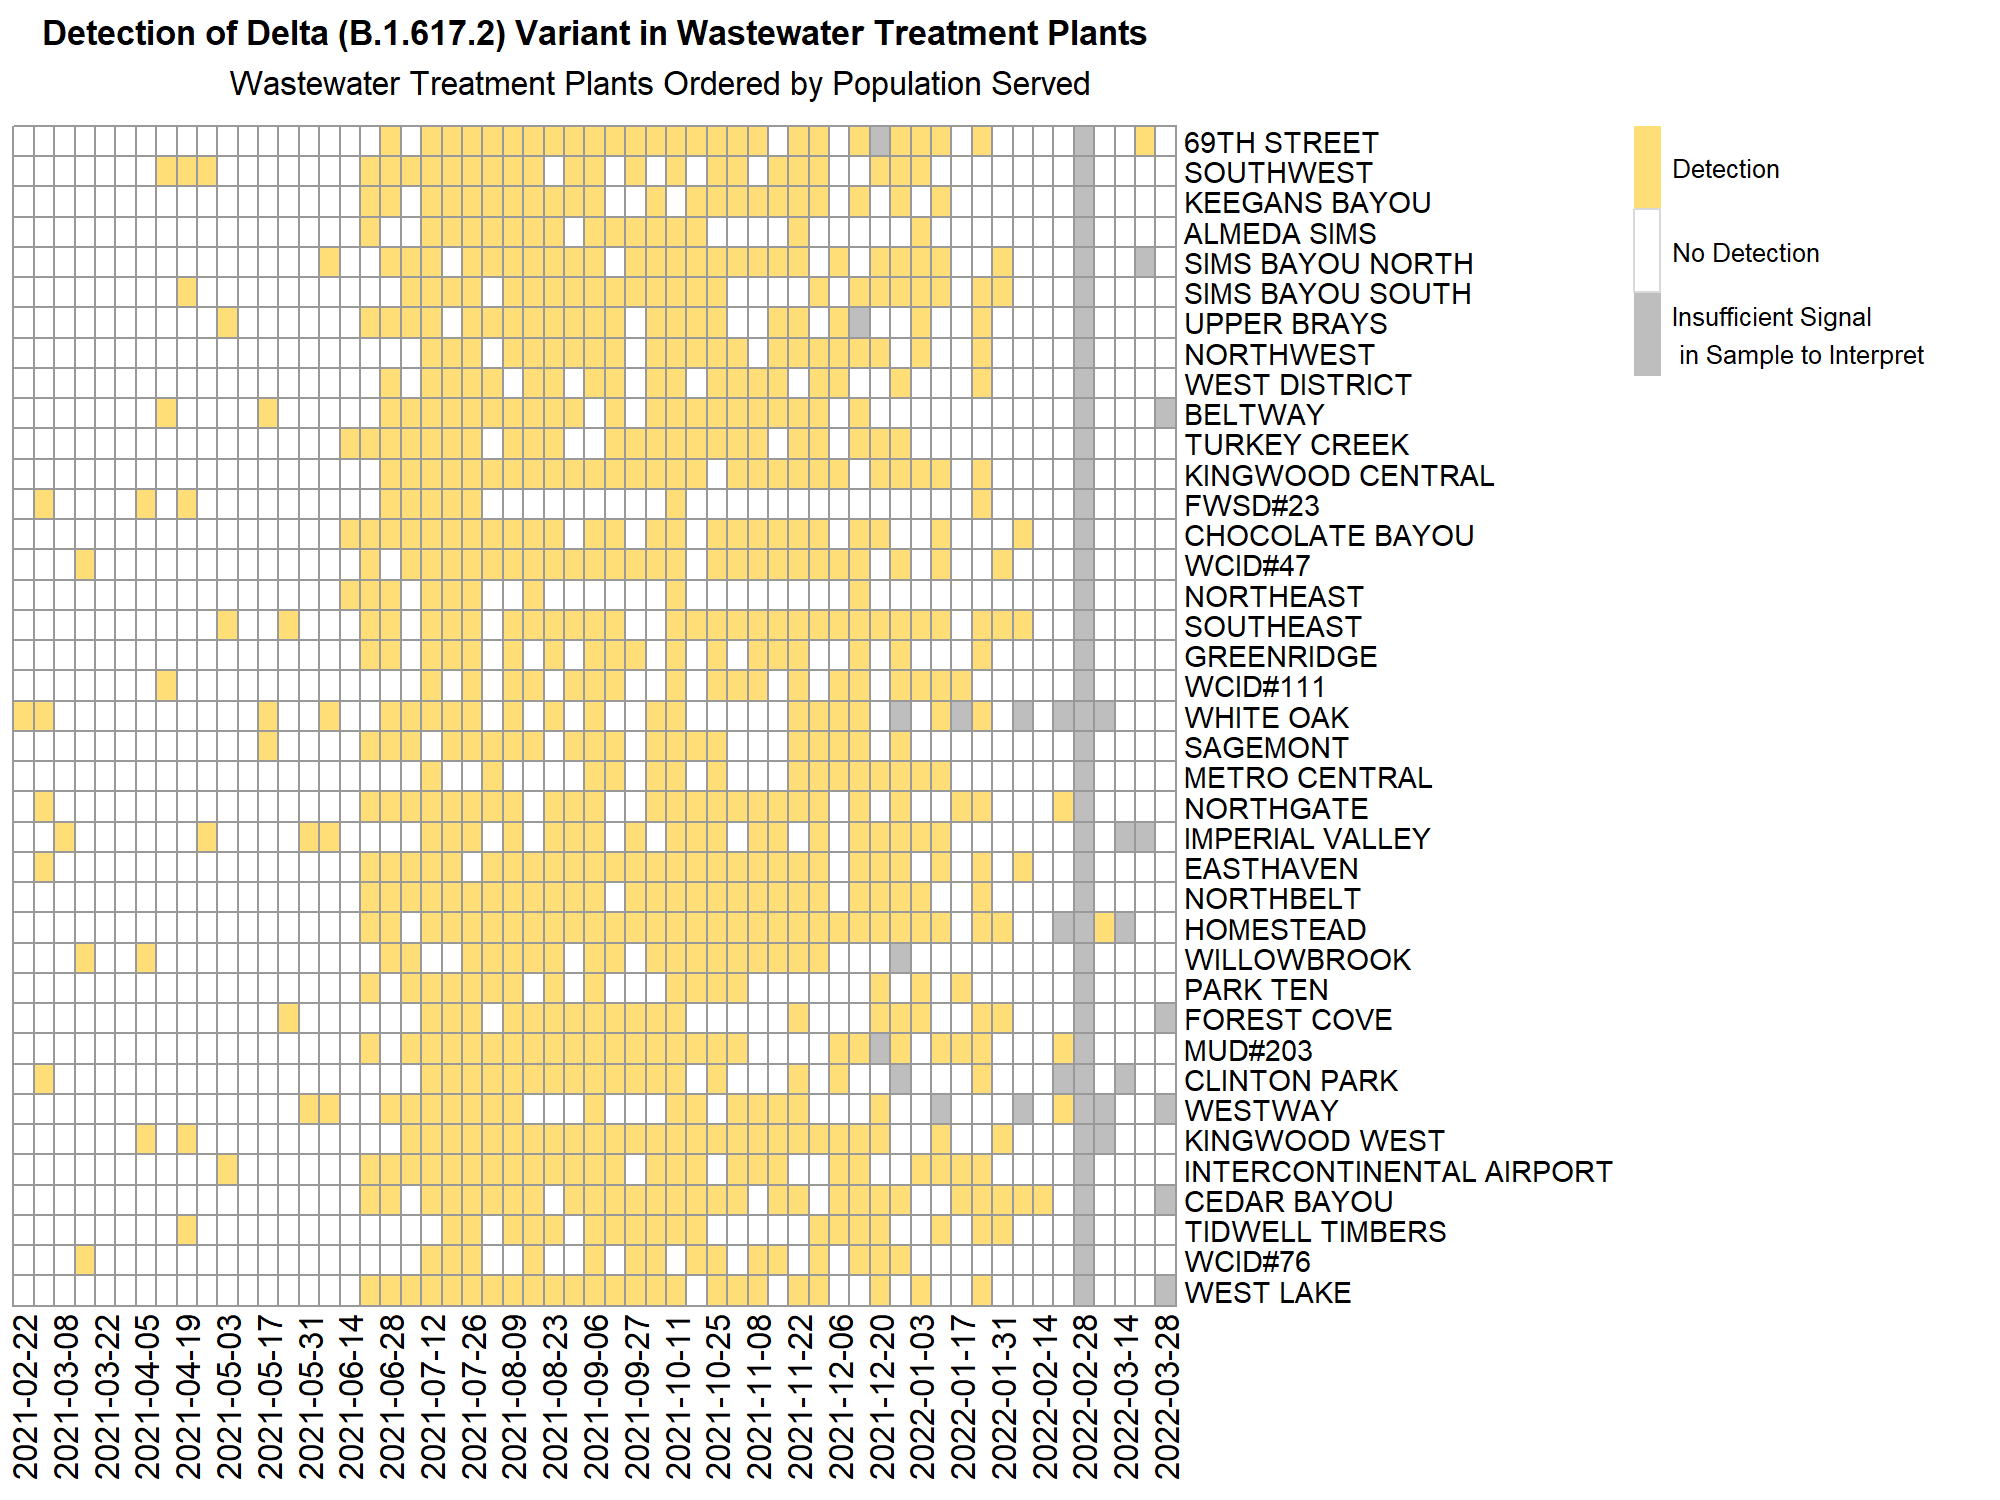 Detection of Delta (B.1.617.2) Variant in Wastewater Treatment Plants
Wastewater Treatment Plants Ordered by Population Served
69TH STREET
SOUTHWEST
KEEGANS BAYOU
ALMEDA SIMS
SIMS BAYOU NORTH
SIMS BAYOU SOUTH
UPPER BRAYS
NORTHWEST
WEST DISTRICT
BELTWAY
TURKEY CREEK
KINGWOOD CENTRAL
FWSD#23
CHOCOLATE BAYOU
WCID#47
NORTHEAST
SOUTHEAST
GREENRIDGE
WCID#111
WHITE OAK
SAGEMONT
METRO CENTRAL
NORTHGATE
IMPERIAL VALLEY
EASTHAVEN
NORTHBELT
HOMESTEAD
WILLOWBROOK
PARK TEN
FOREST COVE
MUD#203
CLINTON PARK
WESTWAY
KINGWOOD WEST
INTERCONTINENTAL AIRPORT
CEDAR BAYOU
TIDWELL TIMBERS
WCID#76
WEST LAKE
Detection
No Detection
Insufficient Signal
in Sample to Interpret
2021-02-22
2021-03-08
2021-03-22
2021-04-05
2021-04-19
2021-05-03
2021-05-17
2021-05-31
2021-06-14
2021-06-28
2021-07-12
2021-07-26
2021-08-09
2021-08-23
2021-09-06
2021-09-27
2021-10-11
2021-10-25
2021-11-08
2021-11-22
2021-12-06
2021-12-20
2022-01-03
2022-01-17
2022-01-31
2022-02-14
2022-02-28
2022-03-14
2022-03-28